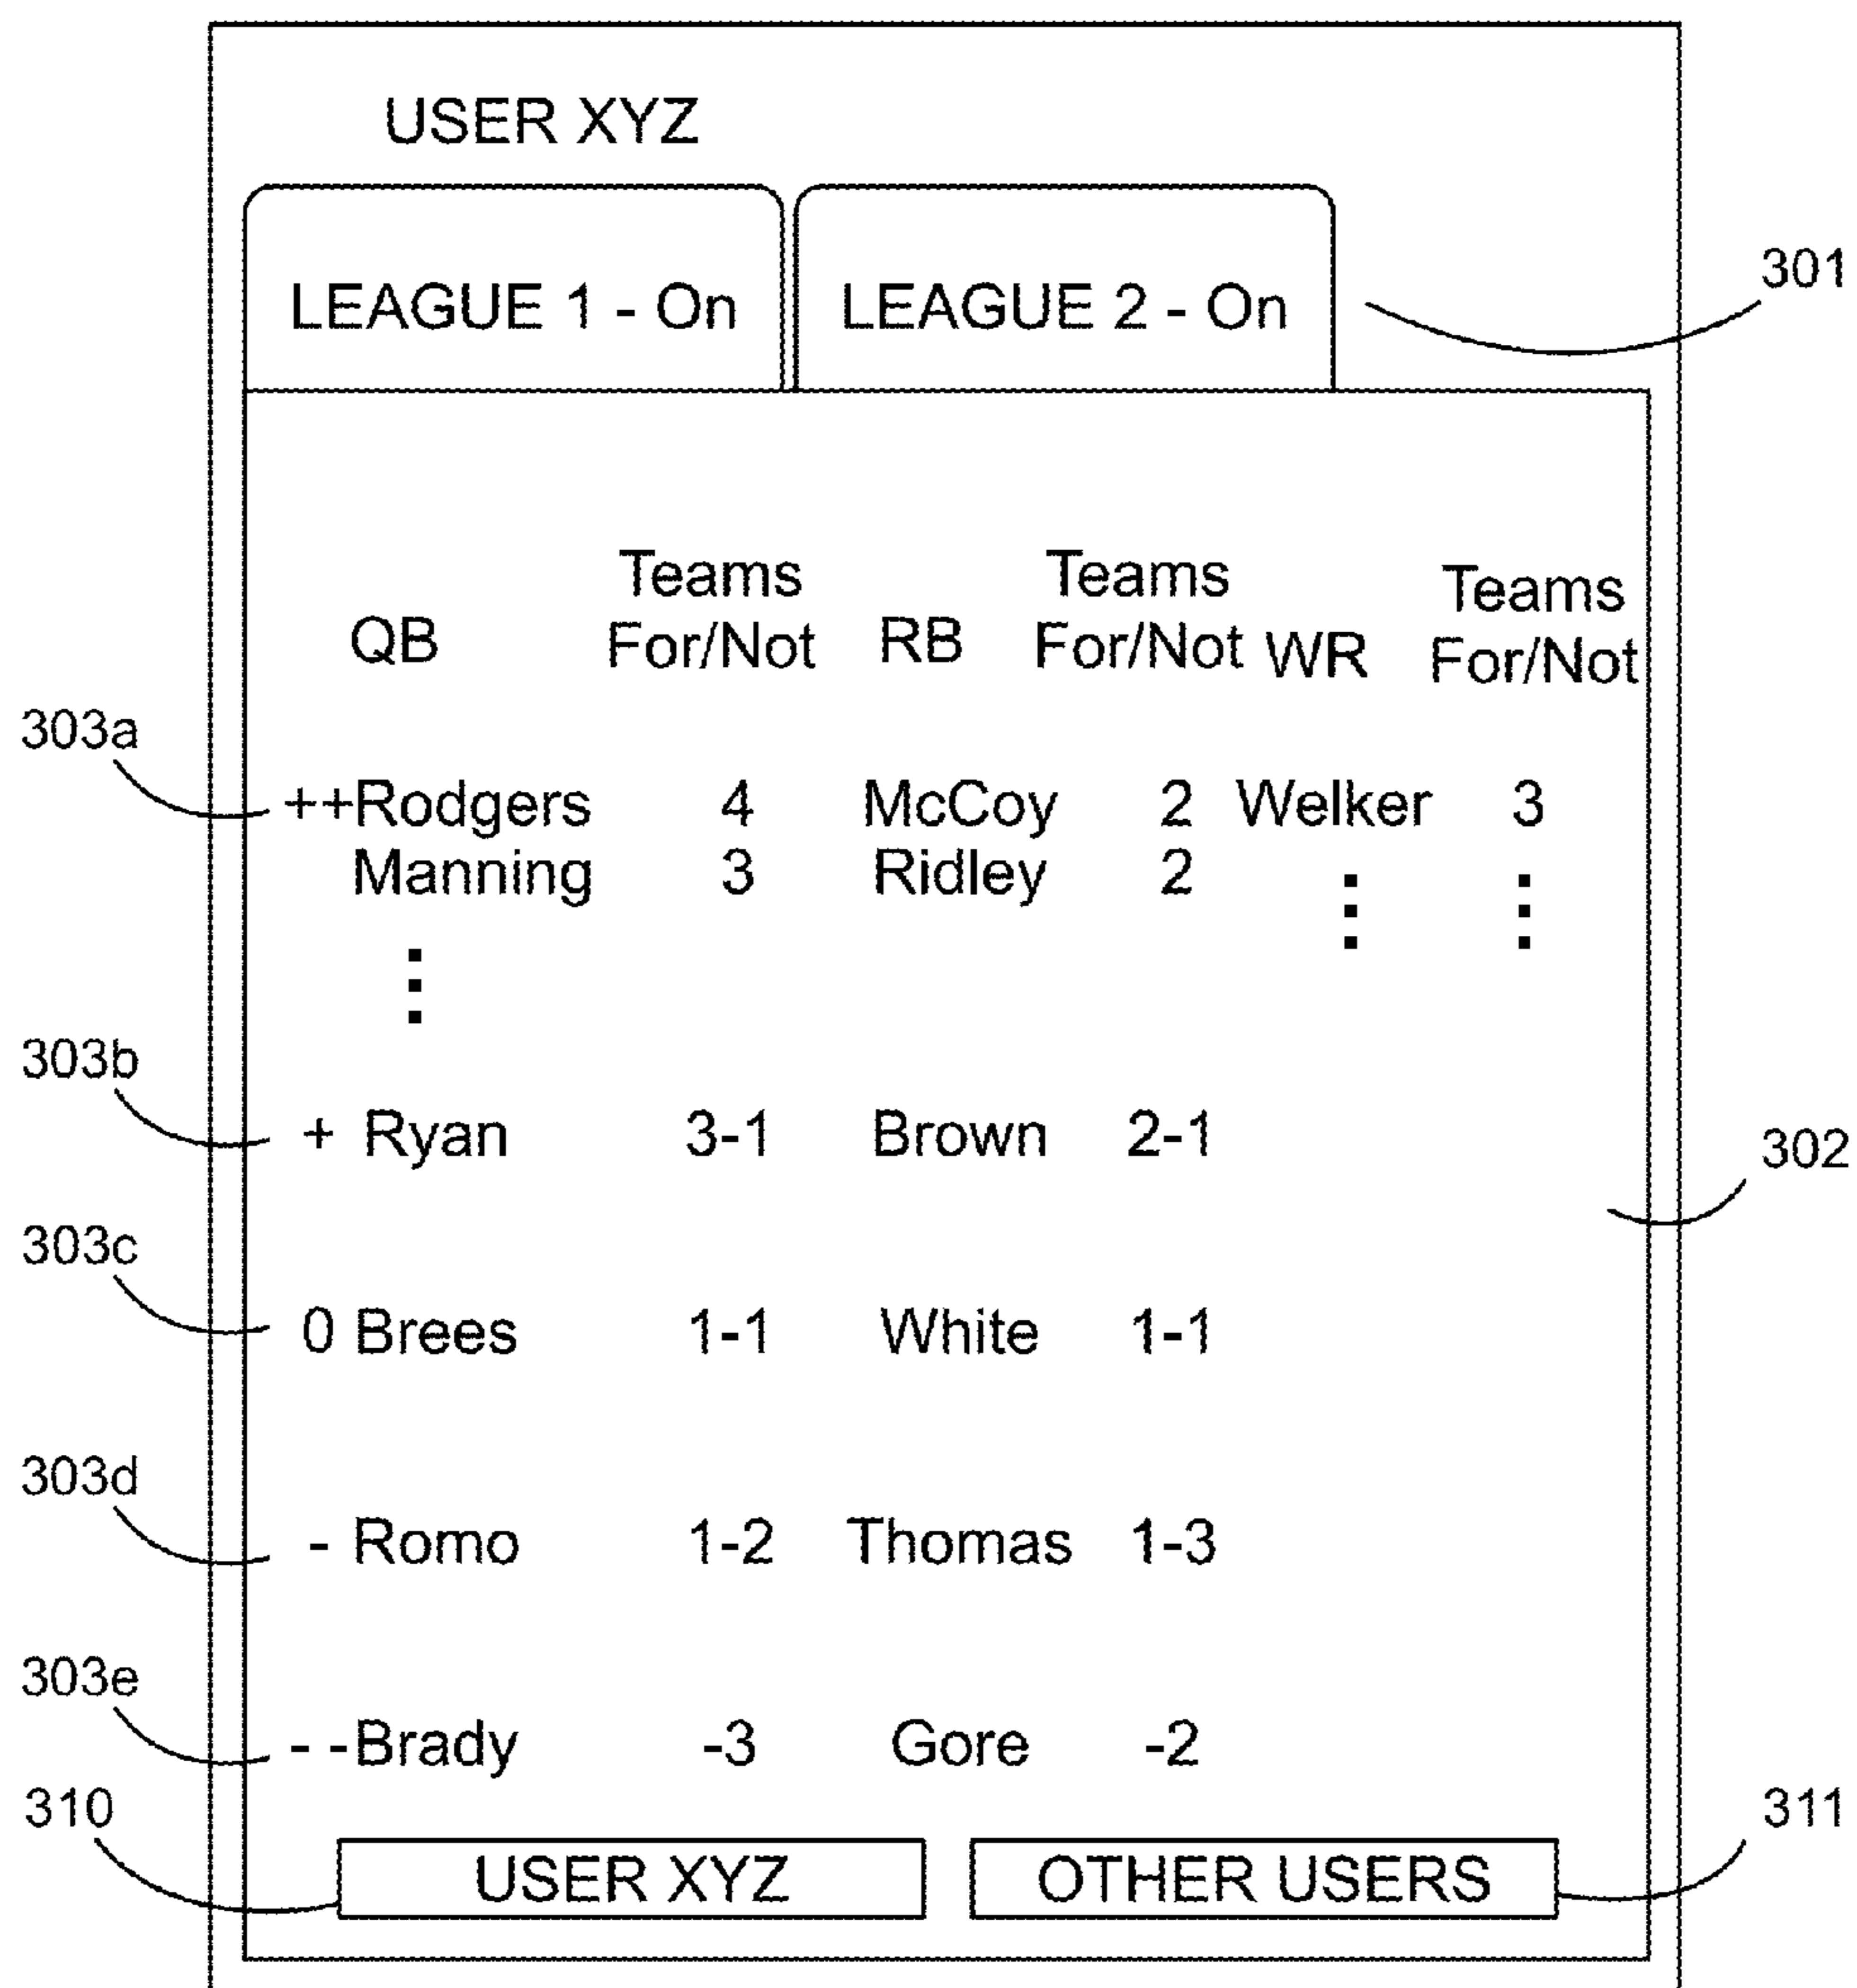 USER XYZ
LEAGUE 1 - On LEAGUE 2 - On
301
Teams Teams Teams
QB For/Not RB For/Not WR For/Not
303a
++Rodgers 4 McCoy 2 Welker 3
Manning 3 Ridley 2
303b
+ Ryan 3-1 Brown 2-1
302
303c
0 Brees 1-1 White 1-1
303d
- Romo 1-2 Thomas 1-3
303e
- -Brady -3 Gore -2
310
311
USER XYZ OTHER USERS